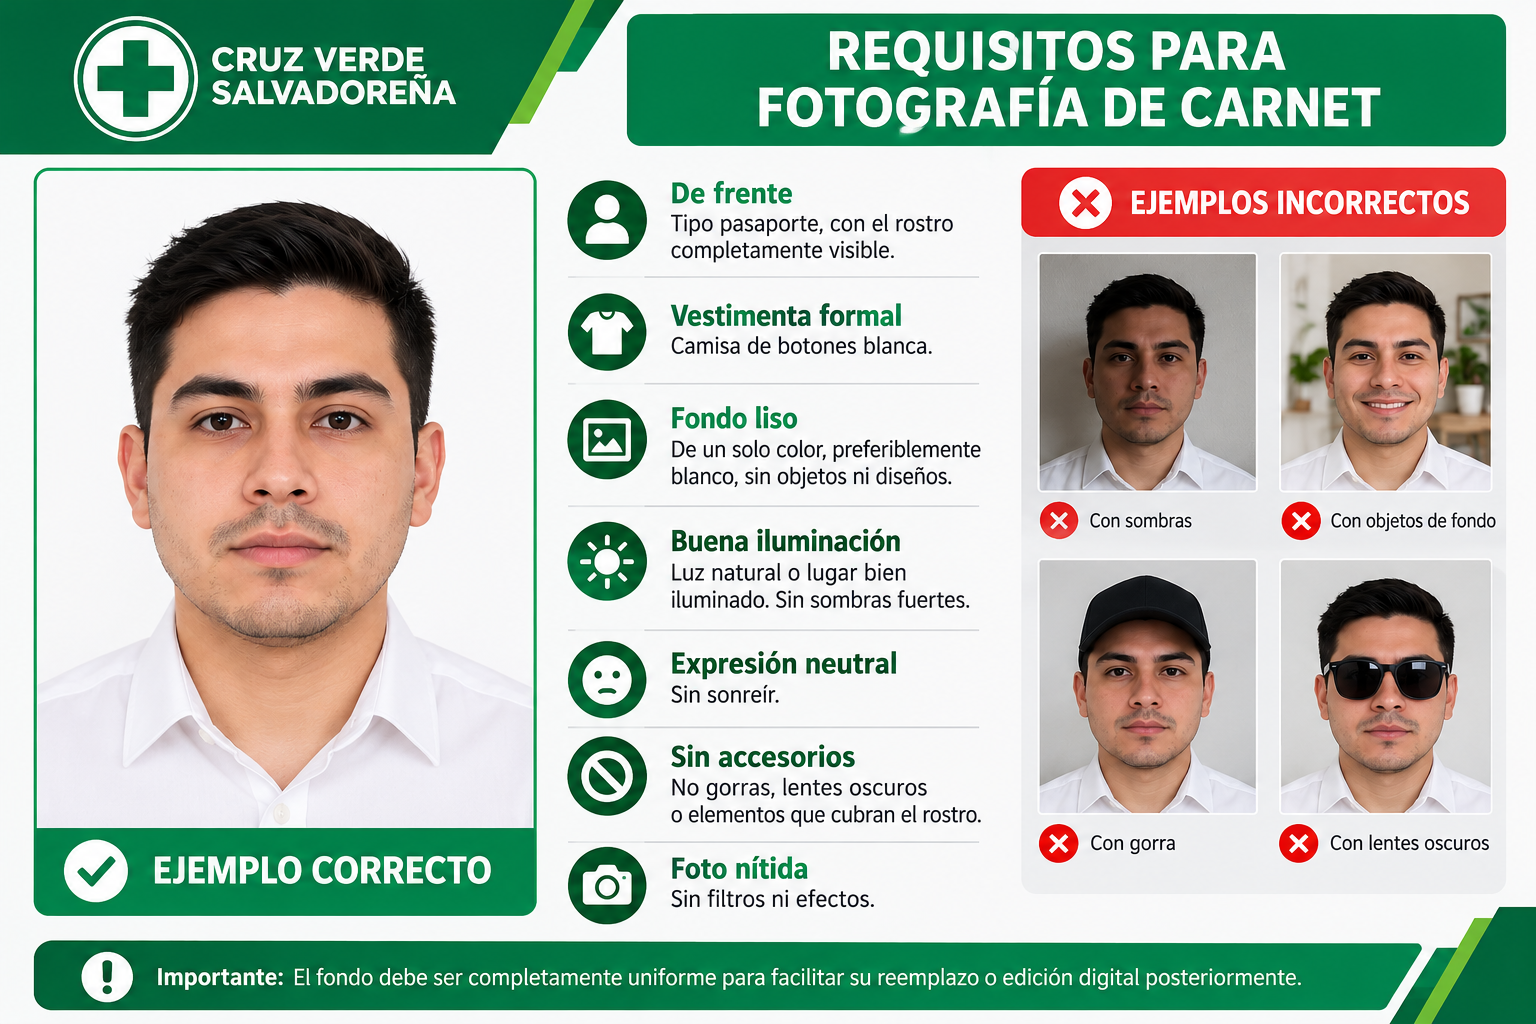 CRUZ VERDE
SALVADOREÑA
REQUISITOS PARA
FOTOGRAFÍA DE CARNET
EJEMPLO CORRECTO
De frente
Tipo pasaporte, con el rostro
completamente visible.
Vestimenta formal
Camisa de botones blanca.
Fondo liso
De un solo color, preferiblemente
blanco, sin objetos ni diseños.
Buena iluminación
Luz natural o lugar bien
iluminado. Sin sombras fuertes.
Expresión neutral
Sin sonreír.
Sin accesorios
No gorras, lentes oscuros
o elementos que cubran el rostro.
Foto nítida
Sin filtros ni efectos.
EJEMPLOS INCORRECTOS
Con sombras
Con objetos de fondo
Con gorra
Con lentes oscuros
Importante: El fondo debe ser completamente uniforme para facilitar su reemplazo o edición digital posteriormente.